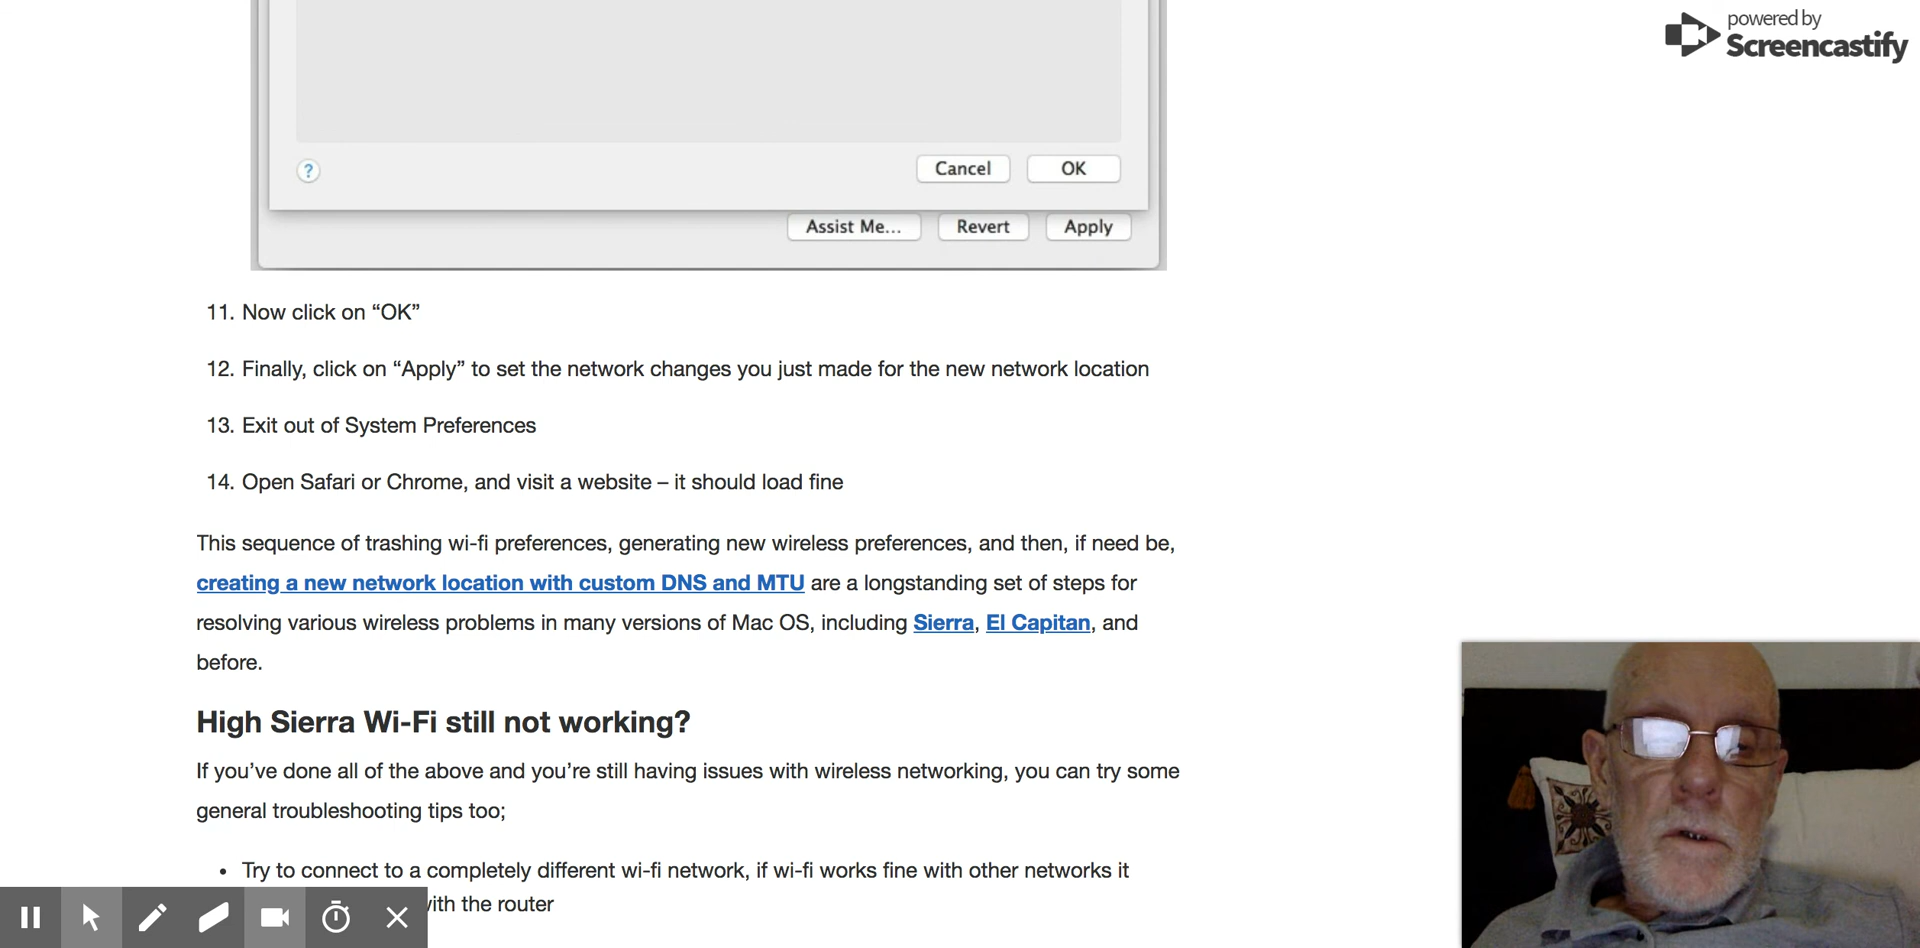 powered by
Screencastify
?
Cancel
OK
Assist Me...
Revert
Apply
11. Now click on “OK”
12. Finally, click on “Apply” to set the network changes you just made for the new network location
13. Exit out of System Preferences
14. Open Safari or Chrome, and visit a website – it should load fine
This sequence of trashing wi-fi preferences, generating new wireless preferences, and then, if need be,
creating a new network location with custom DNS and MTU are a longstanding set of steps for
resolving various wireless problems in many versions of Mac OS, including Sierra, El Capitan, and
before.
High Sierra Wi-Fi still not working?
If you’ve done all of the above and you’re still having issues with wireless networking, you can try some
general troubleshooting tips too;
• Try to connect to a completely different wi-fi network, if wi-fi works fine with other networks it
with the router